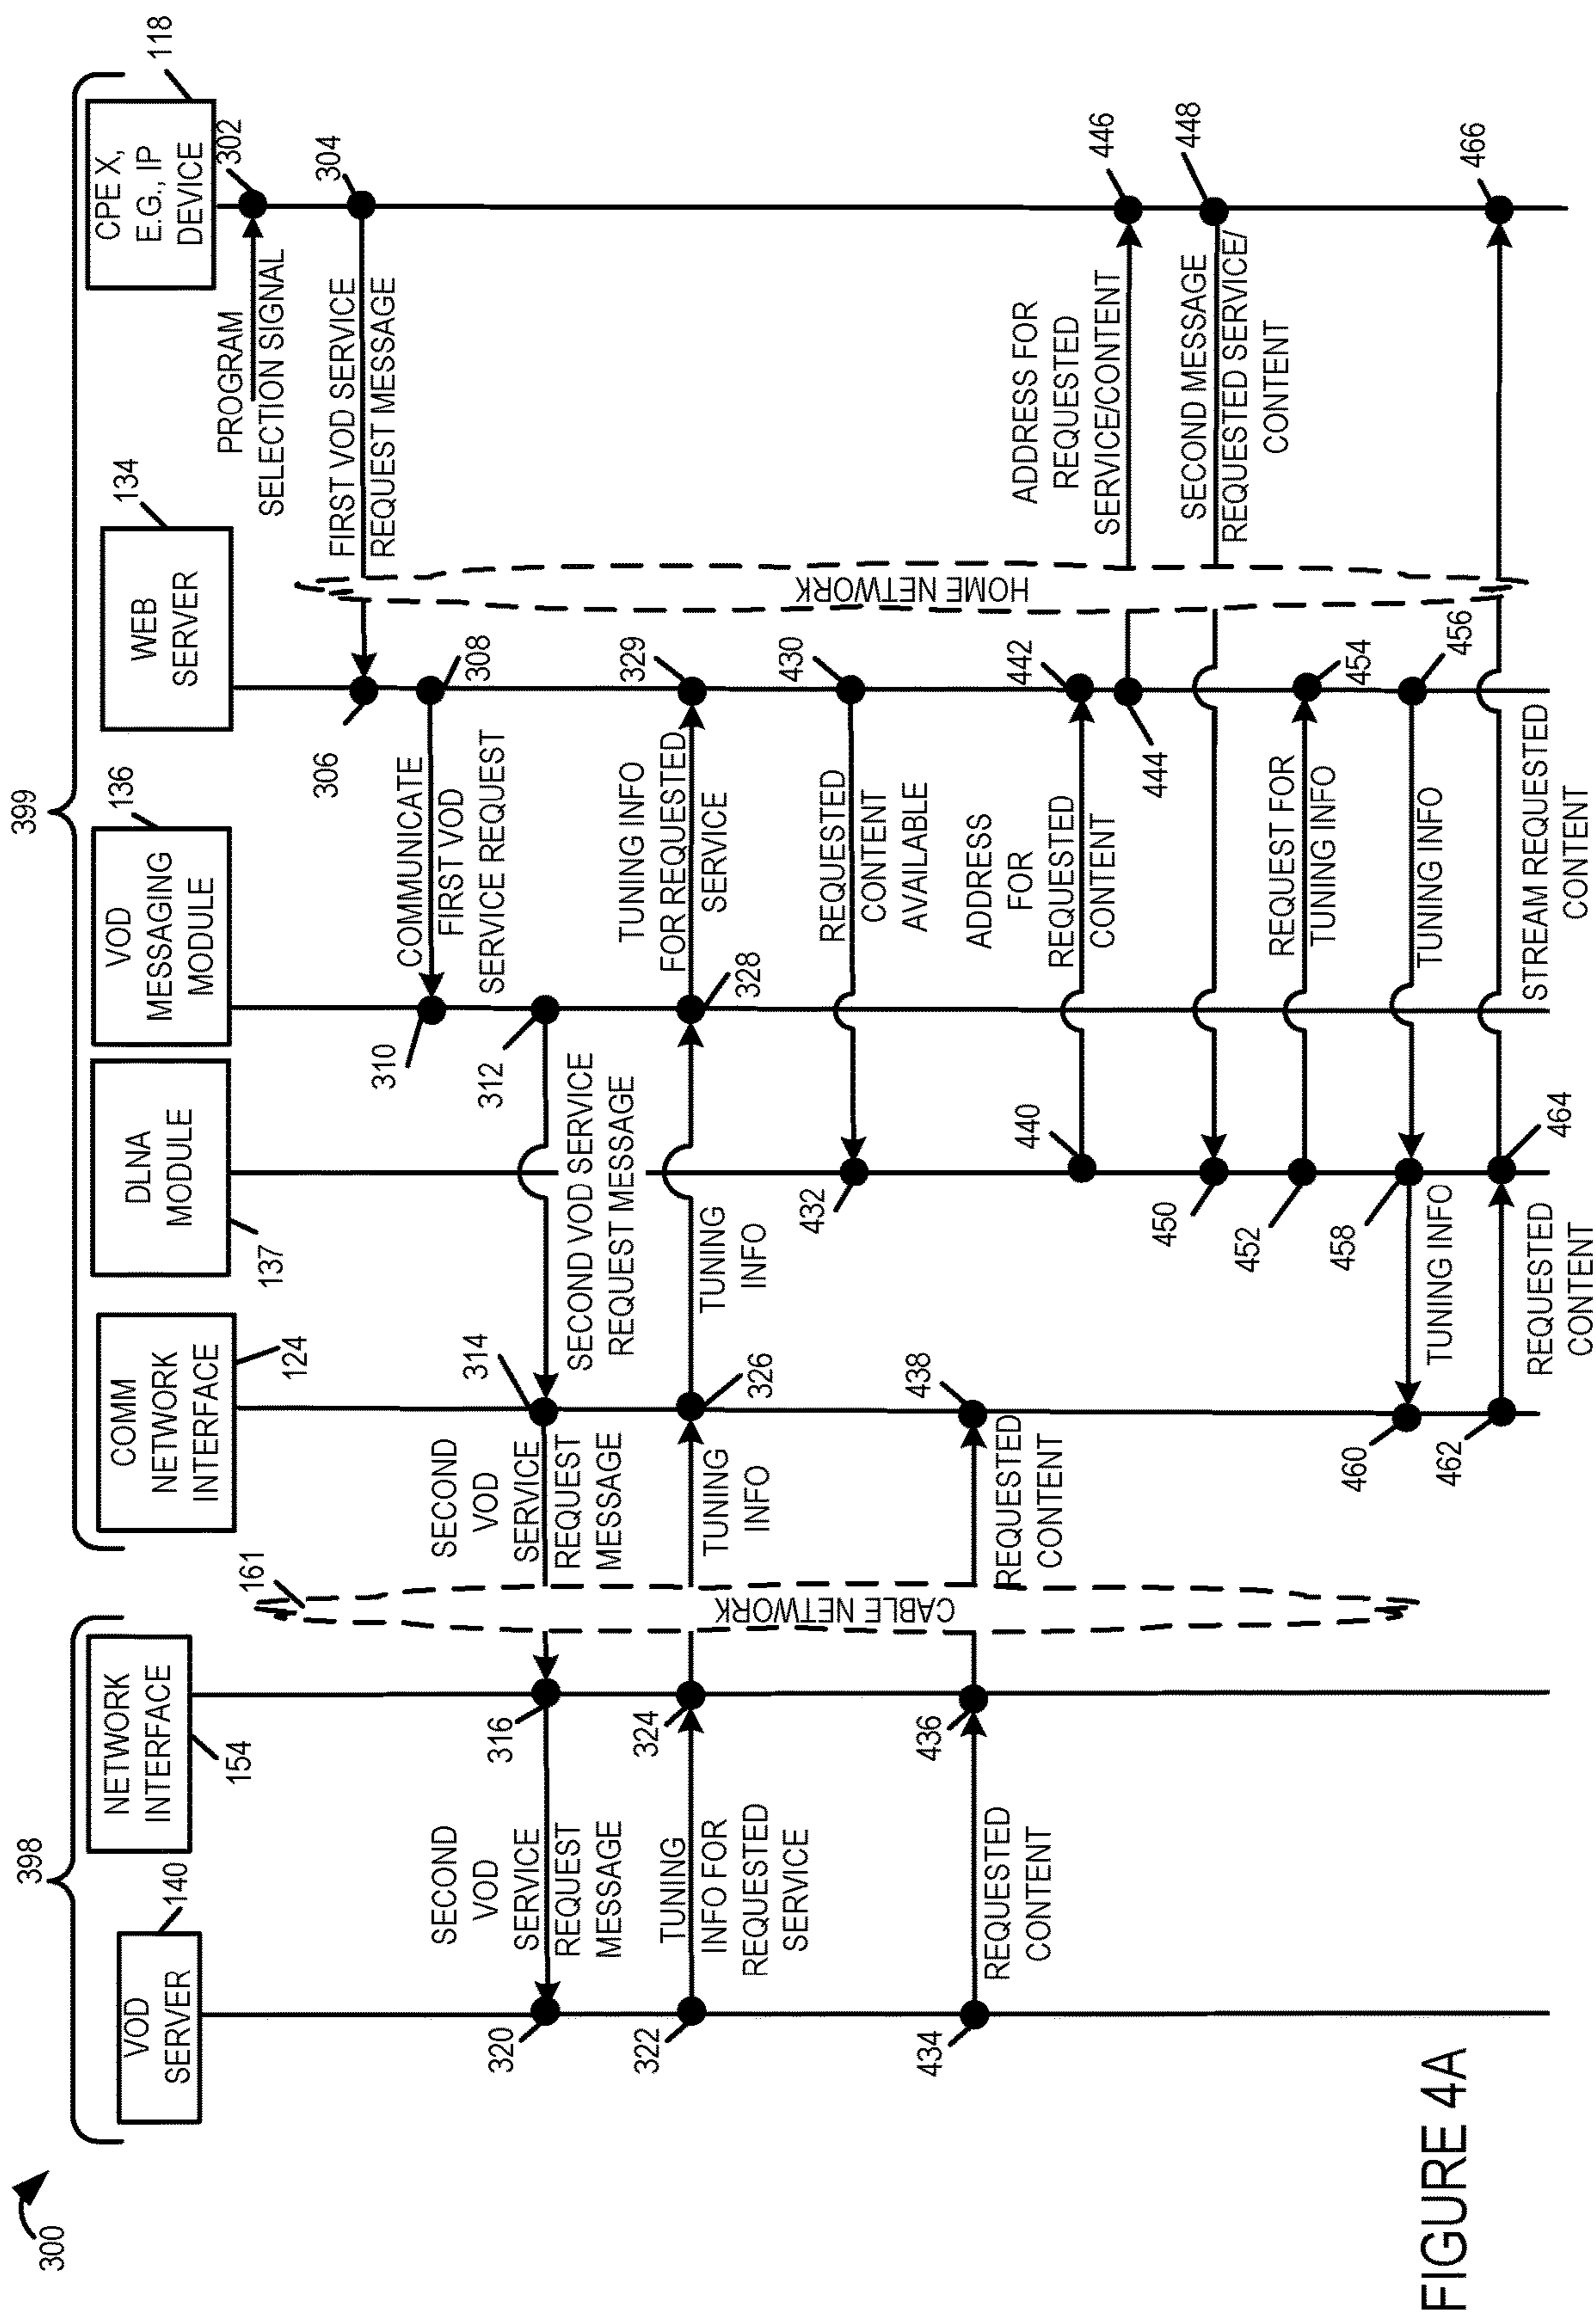 300
398
399
VOD
SERVER
140
NETWORK
INTERFACE
154
161
COMM
NETWORK
INTERFACE
124
DLNA
MODULE
137
VOD
MESSAGING
MODULE
136
WEB
SERVER
134
CPE X,
E.G., IP
DEVICE
118
302
PROGRAM
SELECTION SIGNAL
304
FIRST VOD SERVICE
REQUEST MESSAGE
306
308
COMMUNICATE
FIRST VOD
SERVICE REQUEST
310
312
SECOND VOD SERVICE
REQUEST MESSAGE
314
SECOND
VOD
SERVICE
REQUEST
MESSAGE
316
SECOND
VOD
SERVICE
REQUEST
MESSAGE
320
322
TUNING
INFO FOR
REQUESTED
SERVICE
324
TUNING
INFO
326
TUNING
INFO
328
TUNING INFO
FOR REQUESTED
SERVICE
329
430
REQUESTED
CONTENT
AVAILABLE
432
434
REQUESTED
CONTENT
436
REQUESTED
CONTENT
438
CABLE NETWORK
HOME NETWORK
440
ADDRESS
FOR
REQUESTED
CONTENT
442
444
ADDRESS FOR
REQUESTED
SERVICE/CONTENT
446
448
SECOND MESSAGE
REQUESTED SERVICE/
CONTENT
450
452
REQUEST FOR
TUNING INFO
454
456
TUNING INFO
458
TUNING INFO
460
462
REQUESTED
CONTENT
464
STREAM REQUESTED
CONTENT
466
FIGURE 4A